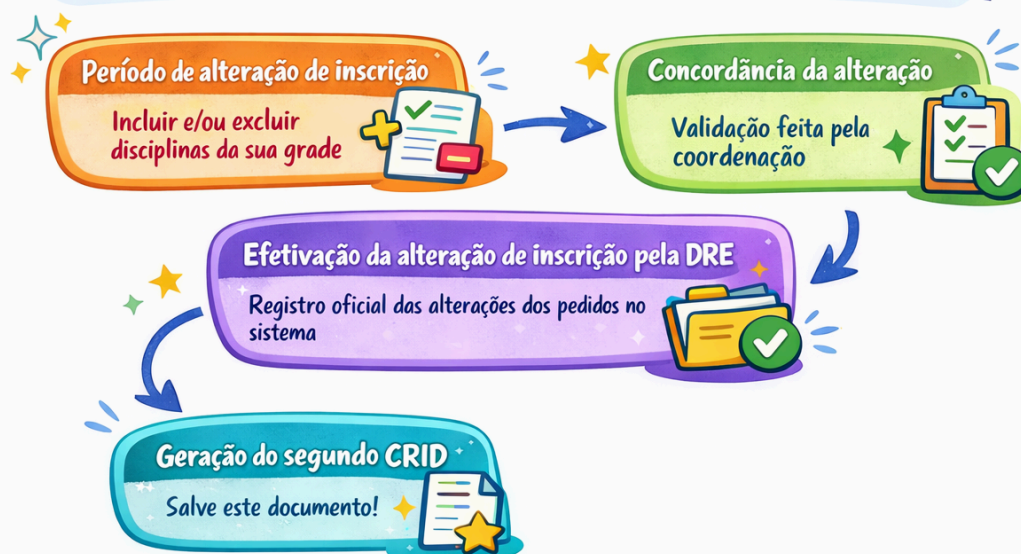 Período de alteração de inscrição
Incluir e/ou excluir
disciplinas da sua grade
Concordância da alteração
Validação feita pela
coordenação
Efetivação da alteração de inscrição pela DRE
Registro oficial das alterações dos pedidos no
sistema
Geração do segundo CRID
Salve este documento!